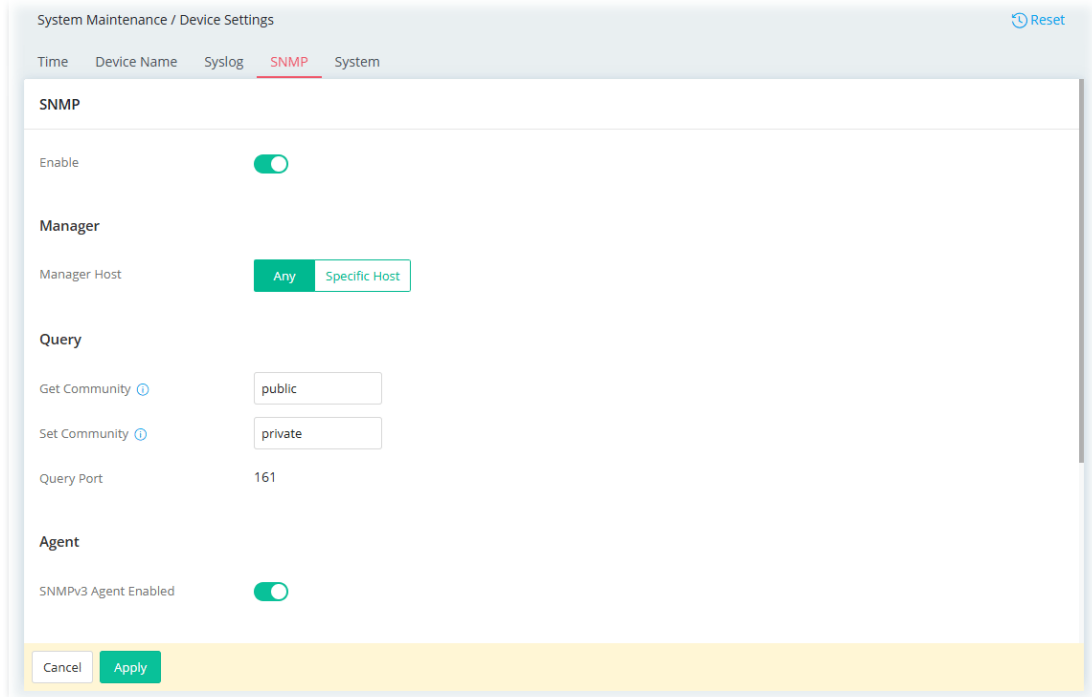 System Maintenance / Device Settings
Reset
Time Device Name Syslog SNMP System
SNMP
Enable
Manager
Manager Host
Any Specific Host
Query
Get Community
public
Set Community
private
Query Port
161
Agent
SNMPv3 Agent Enabled
Cancel Apply